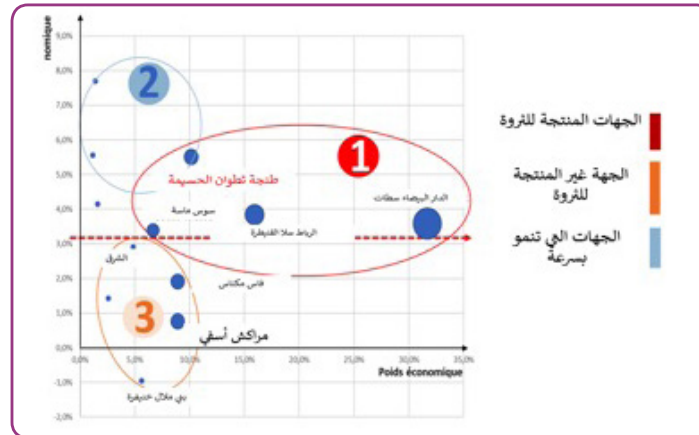 nomique
9,0%
8,0%
7,0%
6,0%
5,0%
4,0%
3,0%
2,0%
1,0%
0,0%
-1,0%
-2,0%
0,0%
5,0%
10,0%
15,0%
20,0%
25,0%
30,0%
35,0%
Poids économique
2
1
3
طنجة تطوان الحسيمة
الدار البيضاء سطات
سوس ماسة
الرباط سلا القنيطرة
الشرق
فاس مكناس
مراكش أسفي
بني ملال خنيفرة
الجهات المنتجة للثروة
الجهة غير المنتجة
للثروة
الجهات التي تنمو
بسرعة